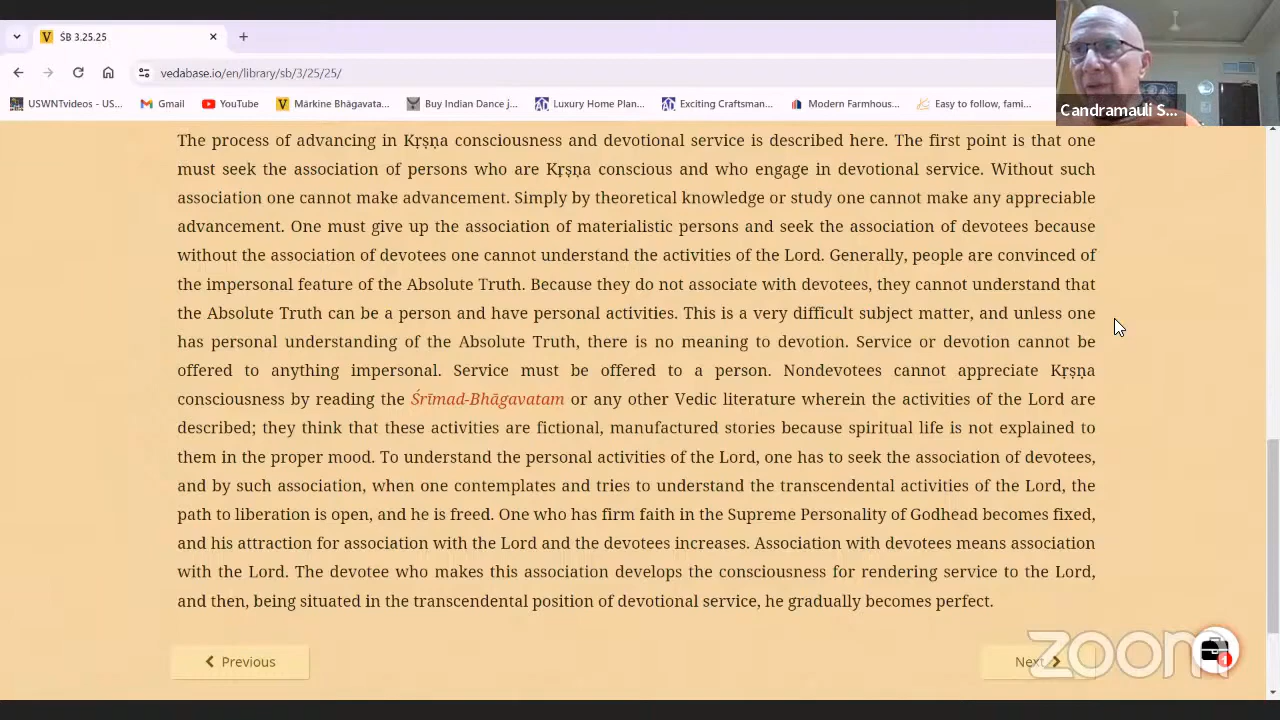 ŚB 3.25.25
vedabase.io/en/library/sb/3/25/25/
USWNTvideos - US... Gmail YouTube Märkine Bhāgavata... Buy Indian Dance j... Luxury Home Plan... Exciting Craftsman... Modern Farmhous... Easy to follow, fami...
Candramauli S...
The process of advancing in Kṛṣṇa consciousness and devotional service is described here. The first point is that one
must seek the association of persons who are Kṛṣṇa conscious and who engage in devotional service. Without such
association one cannot make advancement. Simply by theoretical knowledge or study one cannot make any appreciable
advancement. One must give up the association of materialistic persons and seek the association of devotees because
without the association of devotees one cannot understand the activities of the Lord. Generally, people are convinced of
the impersonal feature of the Absolute Truth. Because they do not associate with devotees, they cannot understand that
the Absolute Truth can be a person and have personal activities. This is a very difficult subject matter, and unless one
has personal understanding of the Absolute Truth, there is no meaning to devotion. Service or devotion cannot be
offered to anything impersonal. Service must be offered to a person. Nondevotees cannot appreciate Kṛṣṇa
consciousness by reading the Śrīmad-Bhāgavatam or any other Vedic literature wherein the activities of the Lord are
described; they think that these activities are fictional, manufactured stories because spiritual life is not explained to
them in the proper mood. To understand the personal activities of the Lord, one has to seek the association of devotees,
and by such association, when one contemplates and tries to understand the transcendental activities of the Lord, the
path to liberation is open, and he is freed. One who has firm faith in the Supreme Personality of Godhead becomes fixed,
and his attraction for association with the Lord and the devotees increases. Association with devotees means association
with the Lord. The devotee who makes this association develops the consciousness for rendering service to the Lord,
and then, being situated in the transcendental position of devotional service, he gradually becomes perfect.
Previous
Next
zoom
1